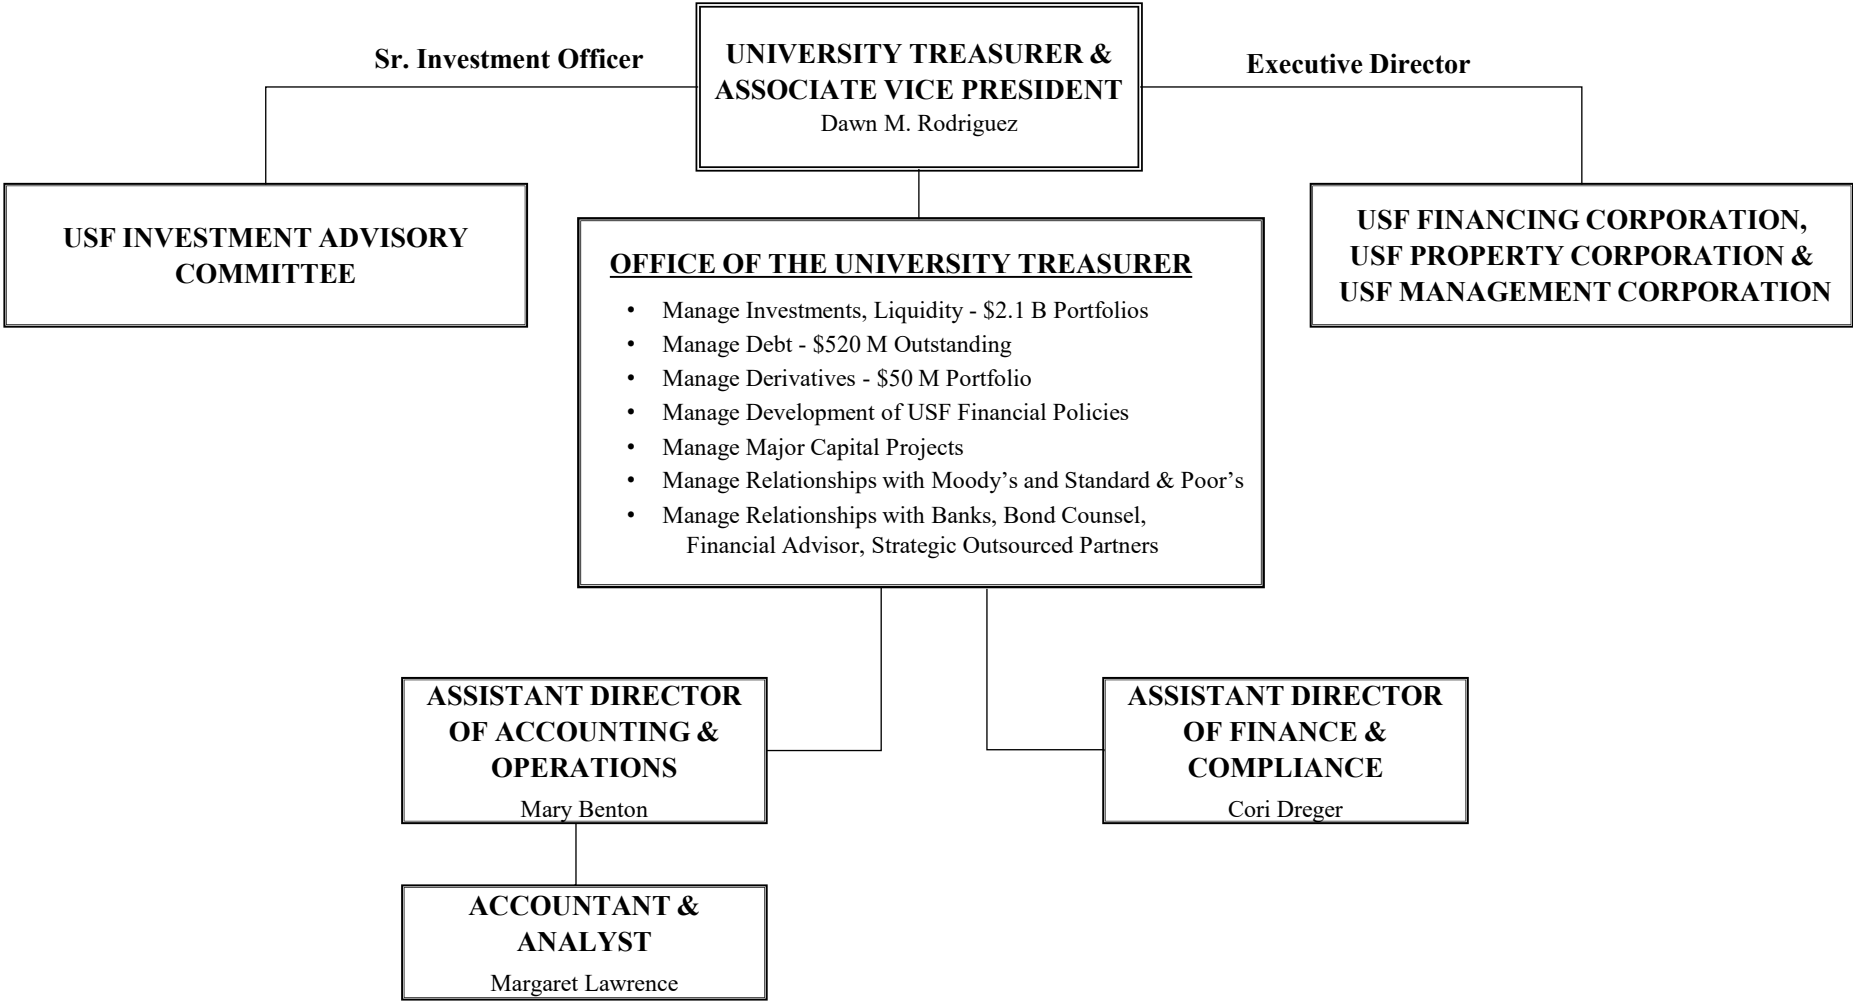 Sr. Investment Officer
UNIVERSITY TREASURER &
ASSOCIATE VICE PRESIDENT
Dawn M. Rodriguez
Executive Director
USF INVESTMENT ADVISORY
COMMITTEE
USF FINANCING CORPORATION,
USF PROPERTY CORPORATION &
USF MANAGEMENT CORPORATION
OFFICE OF THE UNIVERSITY TREASURER
• Manage Investments, Liquidity - $2.1 B Portfolios
• Manage Debt - $520 M Outstanding
• Manage Derivatives - $50 M Portfolio
• Manage Development of USF Financial Policies
• Manage Major Capital Projects
• Manage Relationships with Moody’s and Standard & Poor’s
• Manage Relationships with Banks, Bond Counsel,
Financial Advisor, Strategic Outsourced Partners
ASSISTANT DIRECTOR
OF ACCOUNTING &
OPERATIONS
Mary Benton
ASSISTANT DIRECTOR
OF FINANCE &
COMPLIANCE
Cori Dreger
ACCOUNTANT &
ANALYST
Margaret Lawrence